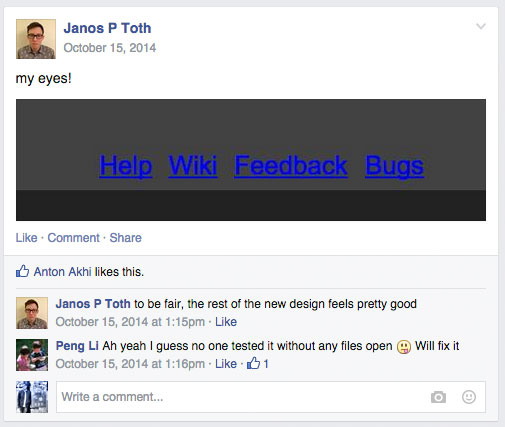 Janos P Toth
October 15, 2014
my eyes!
Help Wiki Feedback Bugs
Like · Comment · Share
Anton Akhi likes this.
Janos P Toth to be fair, the rest of the new design feels pretty good
October 15, 2014 at 1:15pm · Like
Peng Li Ah yeah I guess no one tested it without any files open 😜 Will fix it
October 15, 2014 at 1:16pm · Like · 1
Write a comment...